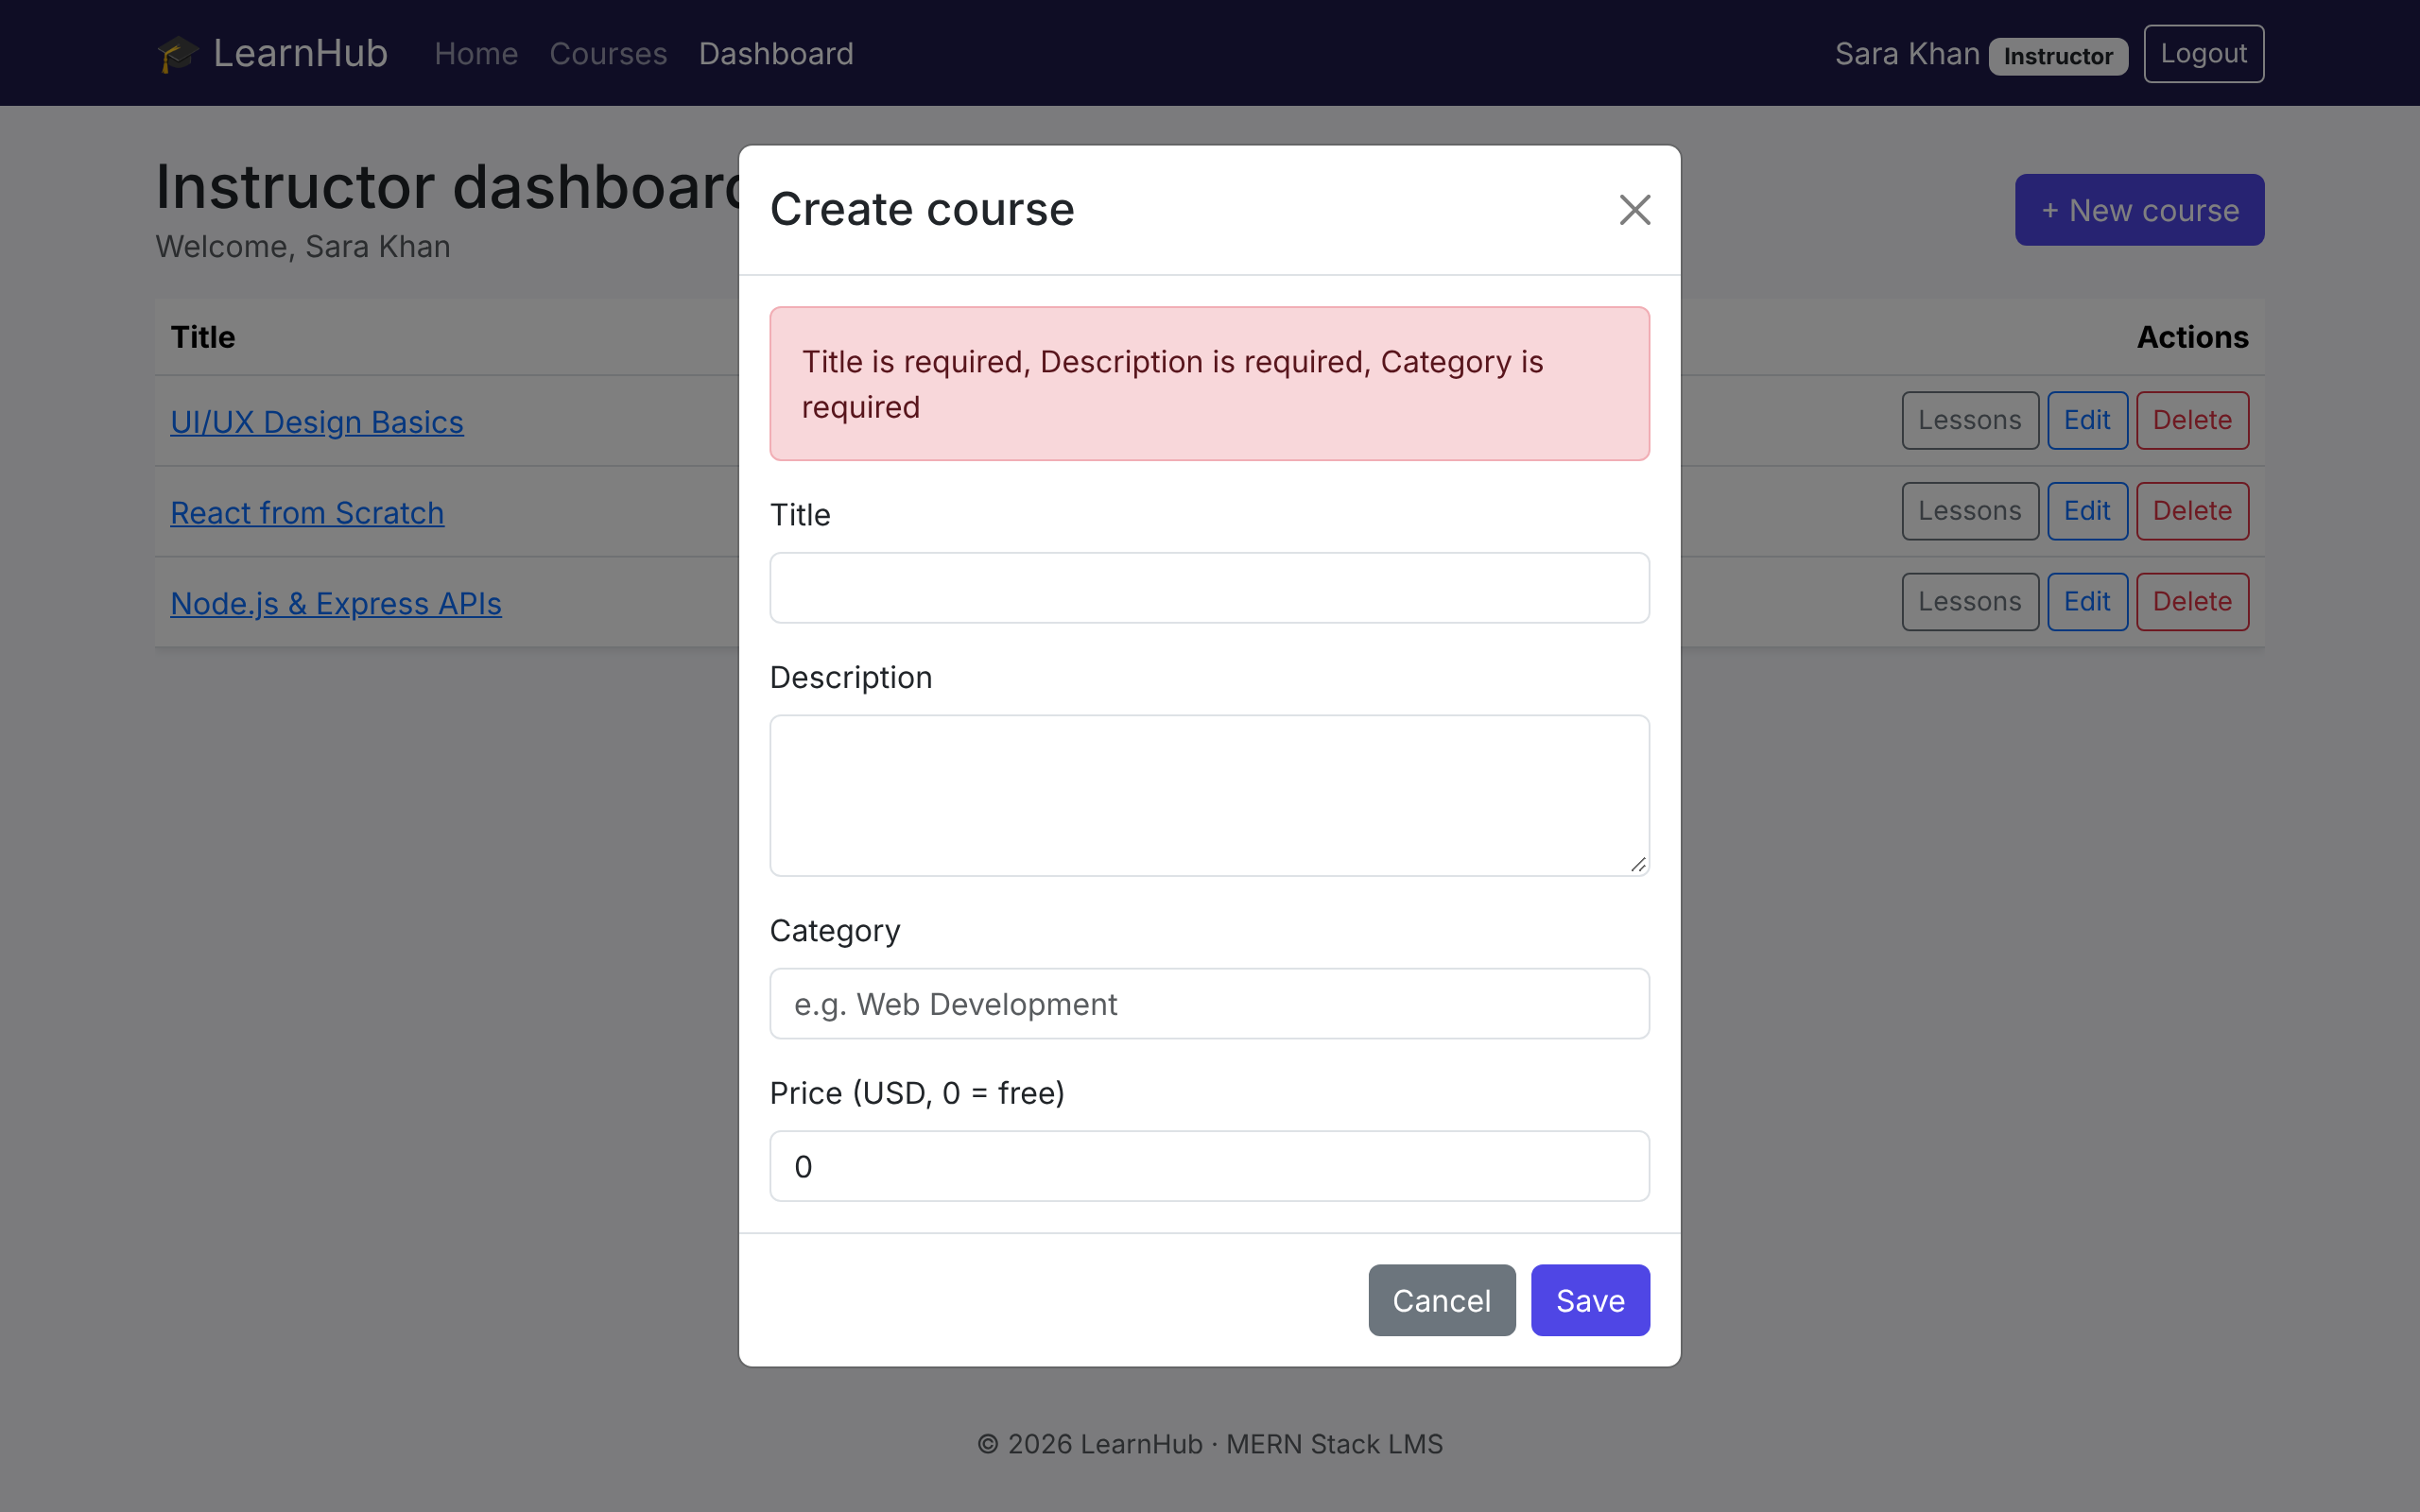 LearnHub Home Courses Dashboard Sara Khan Instructor Logout
Instructor dashboard
Welcome, Sara Khan
+ New course
Title Actions
UI/UX Design Basics Lessons Edit Delete
React from Scratch Lessons Edit Delete
Node.js & Express APIs Lessons Edit Delete
Create course
Title is required, Description is required, Category is
required
Title
Description
Category
e.g. Web Development
Price (USD, 0 = free)
0
Cancel Save
© 2026 LearnHub · MERN Stack LMS